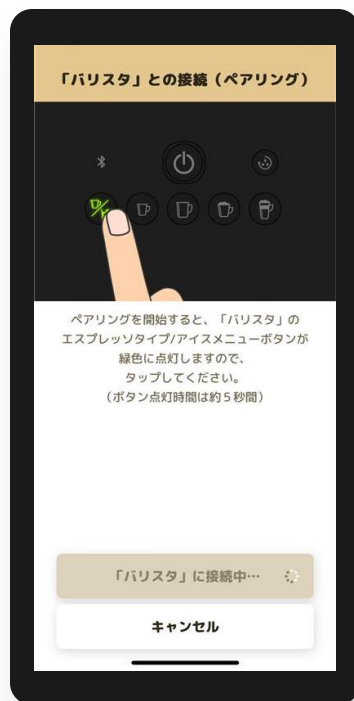 「バリスタ」との接続（ペアリング）
ペアリングを開始すると、「バリスタ」の
エスプレッソタイプ/アイスメニューボタンが
緑色に点灯しますので、
タップしてください。
（ボタン点灯時間は約５秒間）
「バリスタ」に接続中…
キャンセル